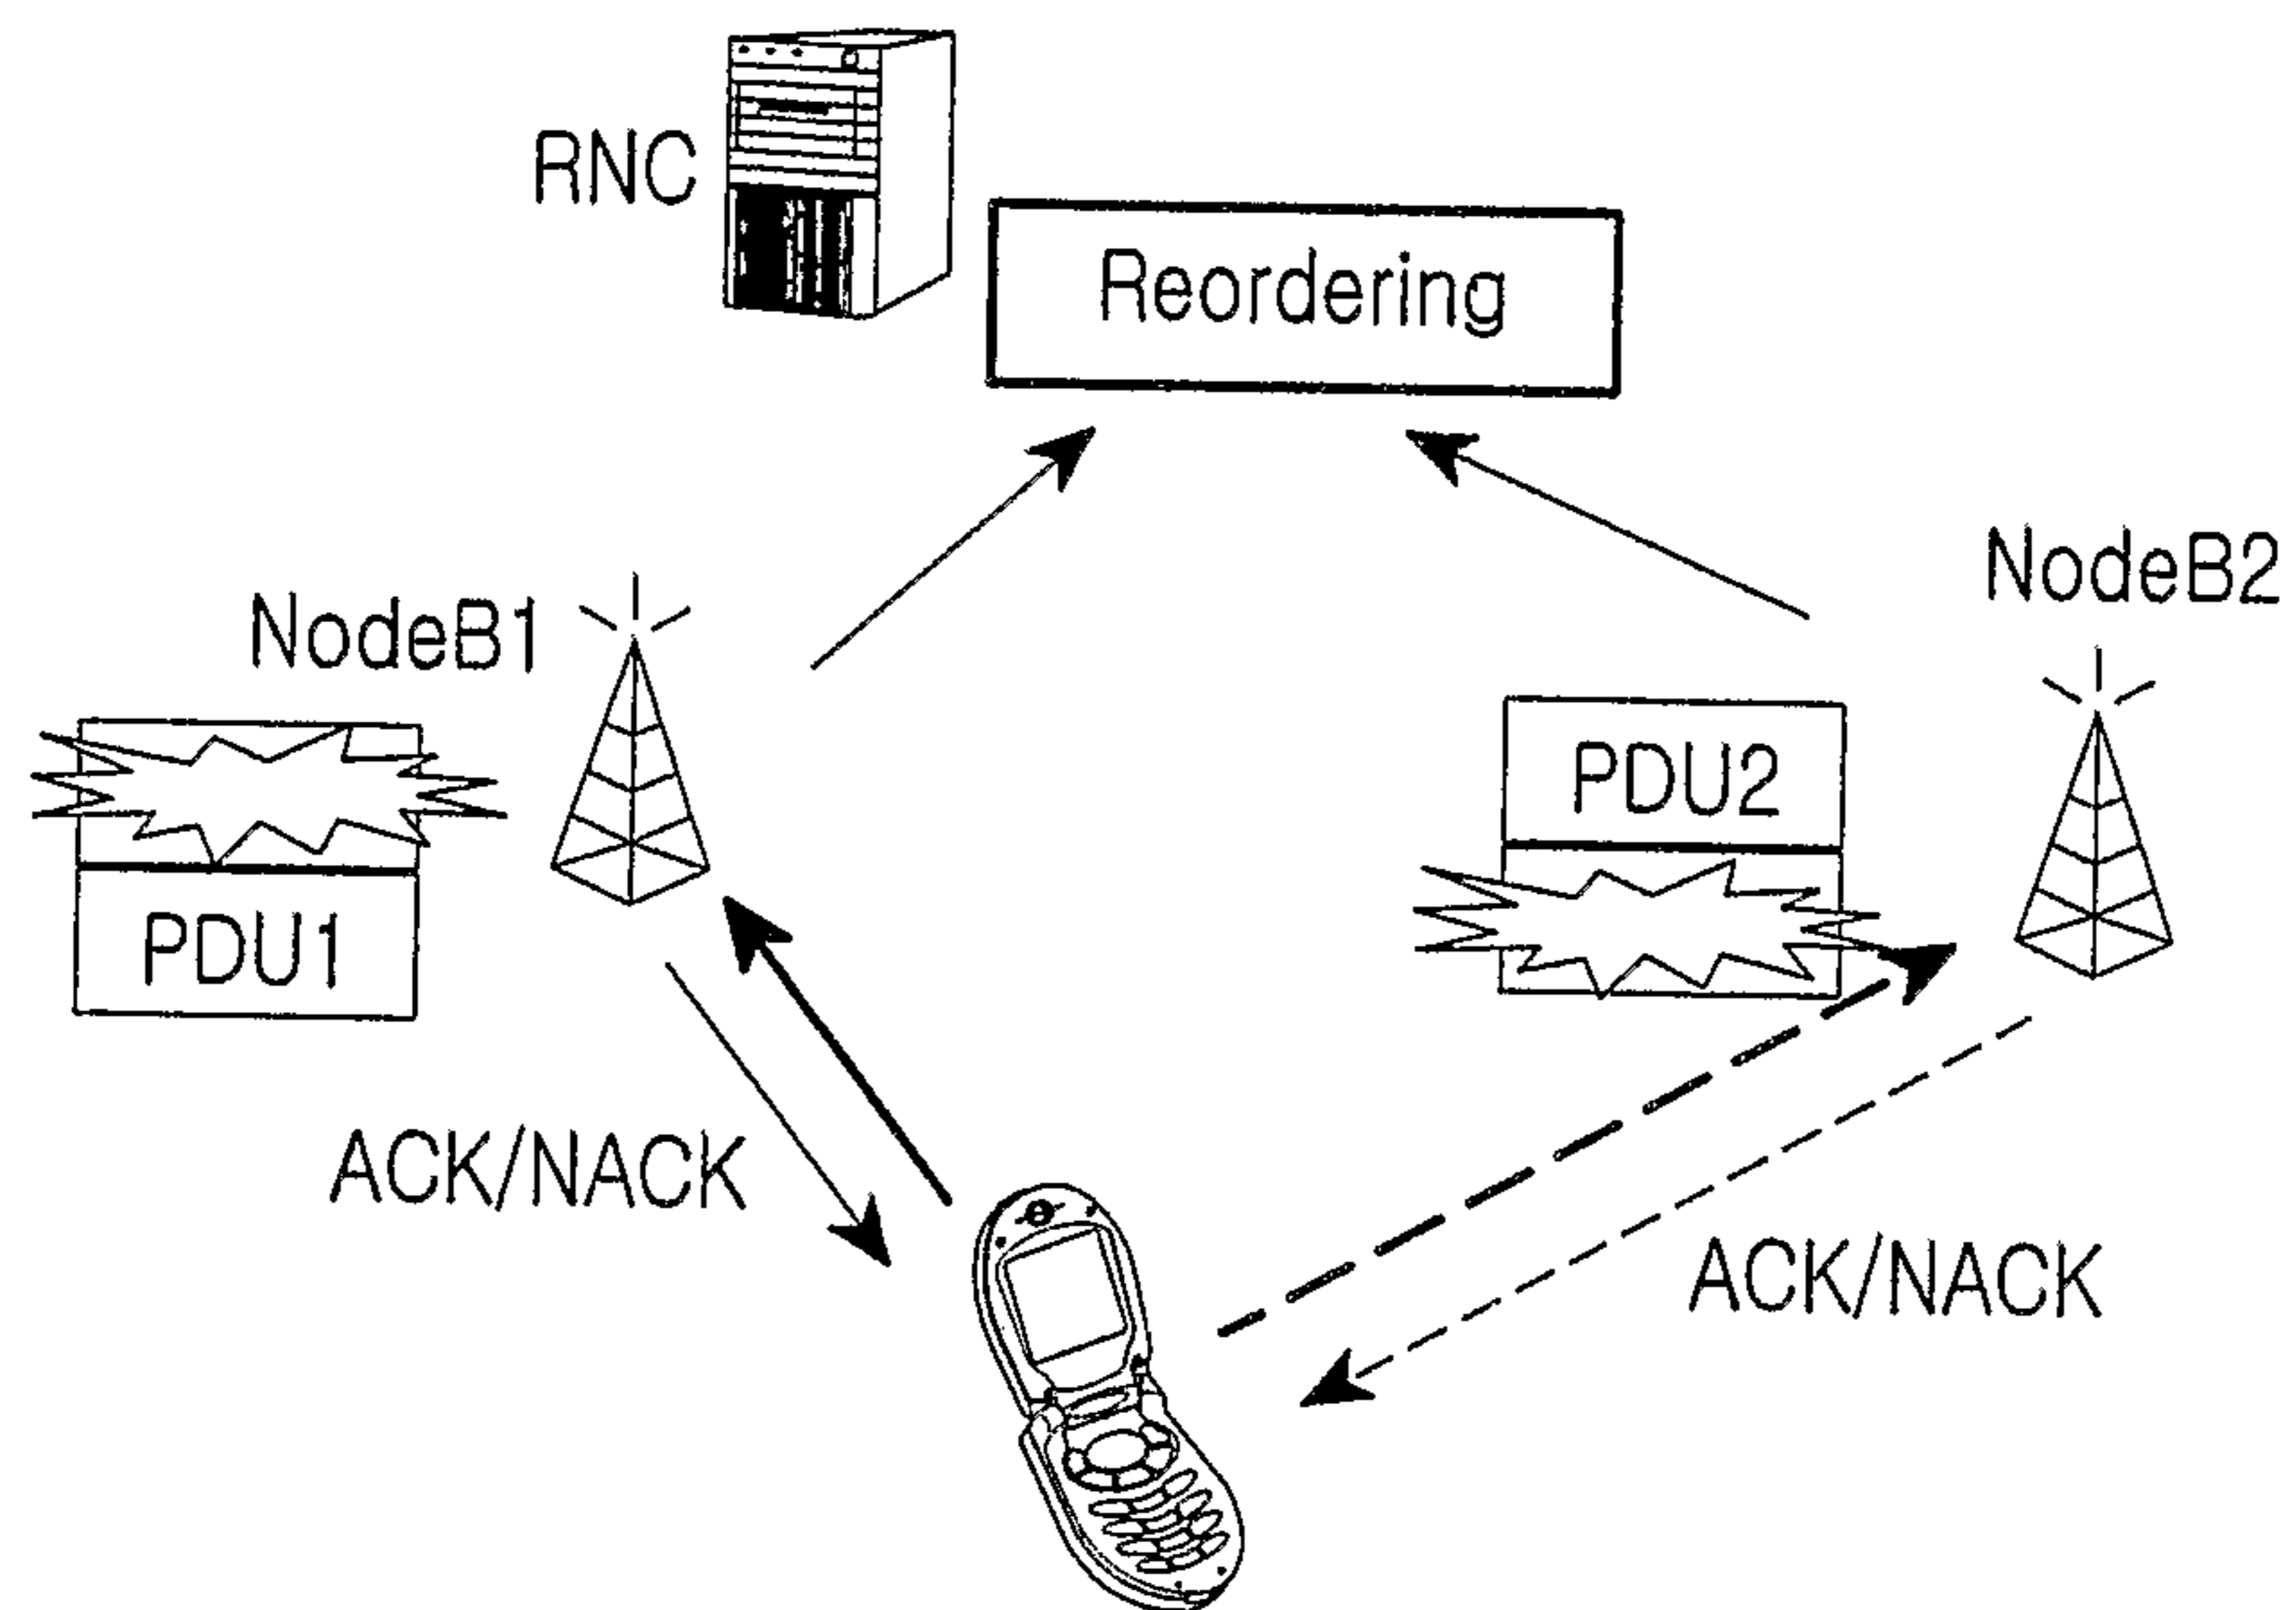 RNC
Reordering
NodeB1
NodeB2
PDU2
PDU1
ACK/NACK
ACK/NACK